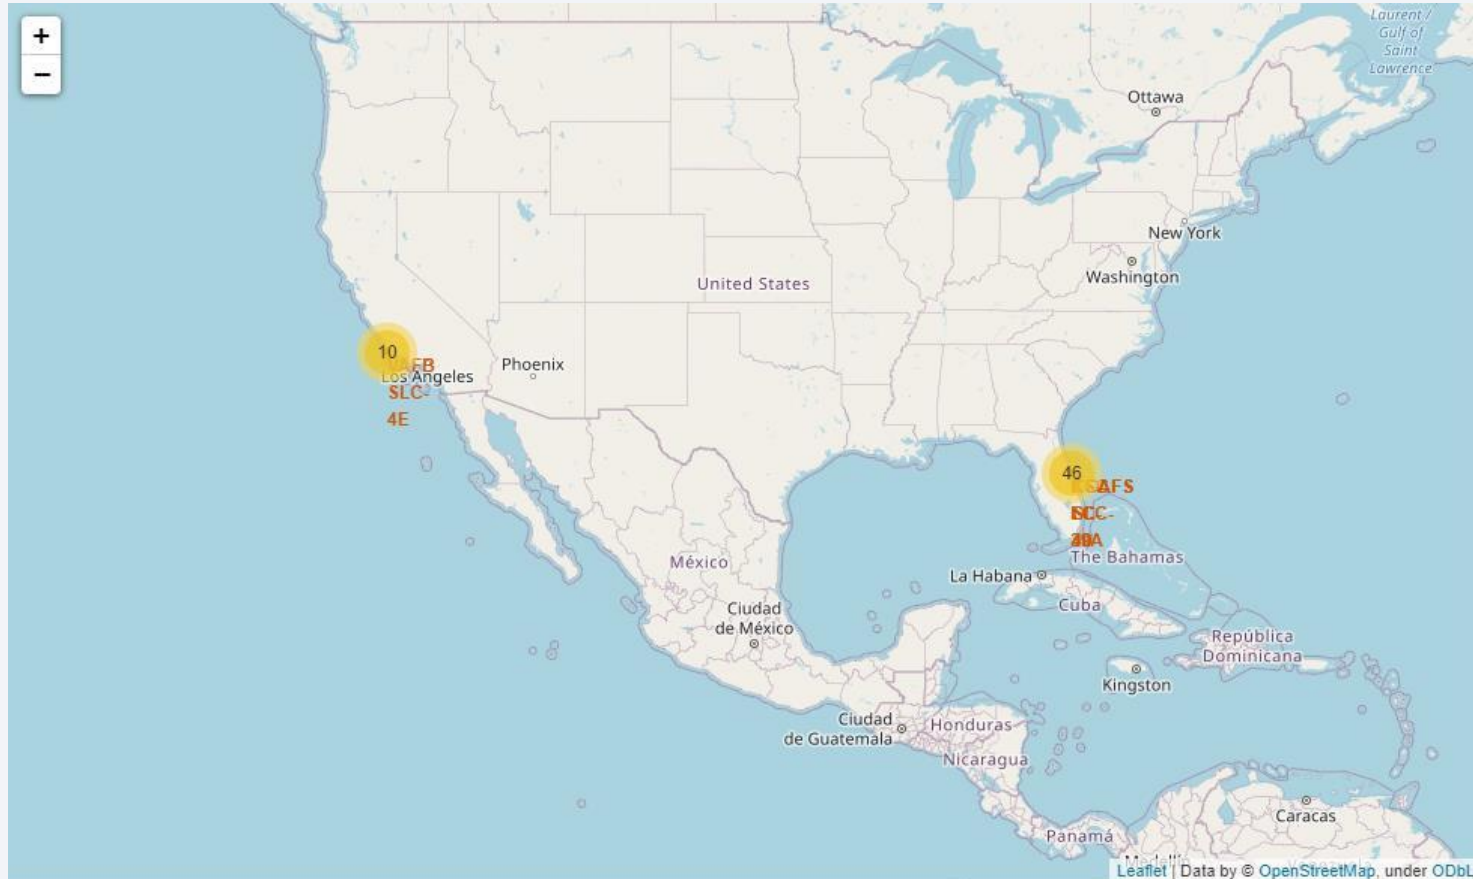 +
−
Laurent /
Gulf of
Saint
Lawrence
Ottawa
New York
Washington
United States
10
Phoenix
Los Angeles
SLC-
4E
46
The Bahamas
La Habana
Cuba
México
Ciudad
de México
República
Dominicana
Kingston
Ciudad
de Guatemala
Honduras
Nicaragua
Caracas
Panamá
Medellín
Venezuela
Leaflet | Data by © OpenStreetMap, under ODbL